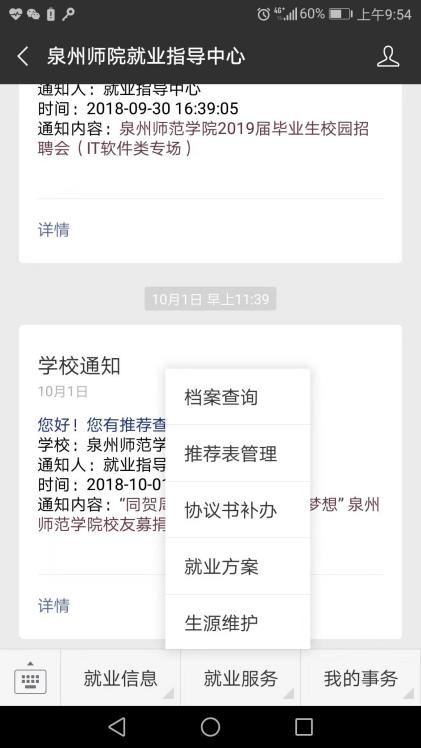 4G 60% 上午9:54
泉州师院就业指导中心
通知人：就业指导中心
时间：2018-09-30 16:39:05
通知内容：泉州师范学院2019届毕业生校园招
聘会（IT软件类专场）
详情
10月1日 早上11:39
学校通知
10月1日
您好！您有推荐查
学校：泉州师范学
通知人：就业指导
时间：2018-10-01
通知内容：“同贺周 梦想” 泉州
师范学院校友募捐
详情
档案查询
推荐表管理
协议书补办
就业方案
生源维护
就业信息 就业服务 我的事务